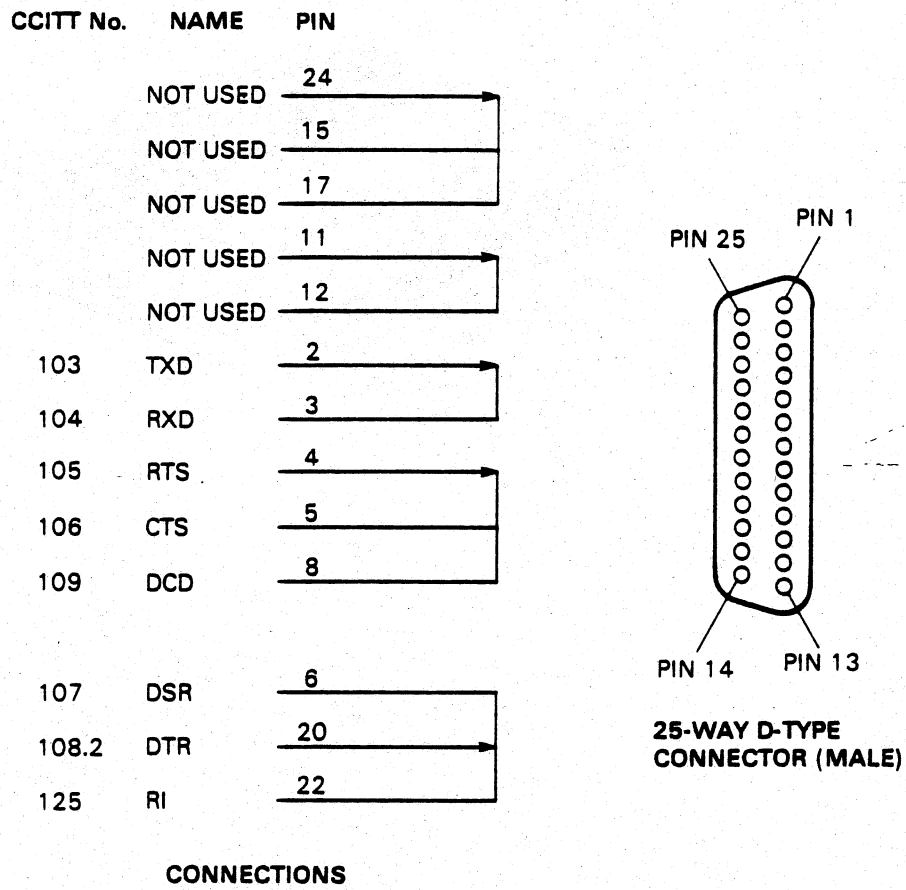 CCITT No. NAME PIN
NOT USED 24
NOT USED 15
NOT USED 17
NOT USED 11
NOT USED 12
103 TXD 2
104 RXD 3
105 RTS 4
106 CTS 5
109 DCD 8
107 DSR 6
108.2 DTR 20
125 RI 22
CONNECTIONS
PIN 25
PIN 1
PIN 14
PIN 13
25-WAY D-TYPE
CONNECTOR (MALE)